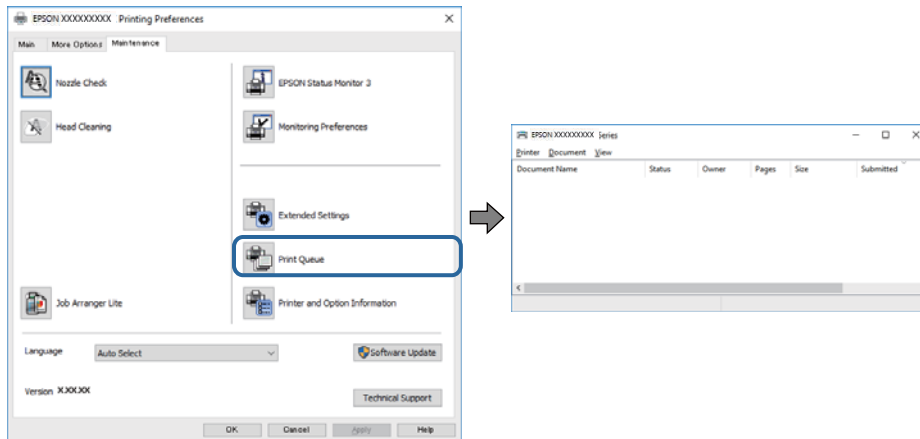 EPSON XXXXXXXXX Printing Preferences
Main More Options Maintenance
Nozzle Check
EPSON Status Monitor 3
Head Cleaning
Monitoring Preferences
Extended Settings
Print Queue
Job Arranger Lite
Printer and Option Information
Language Auto Select Software Update
Version X.XX.XX
Technical Support
OK Cancel Apply Help
EPSON XXXXXXXXX Series
Printer Document View
Document Name Status Owner Pages Size Submitted